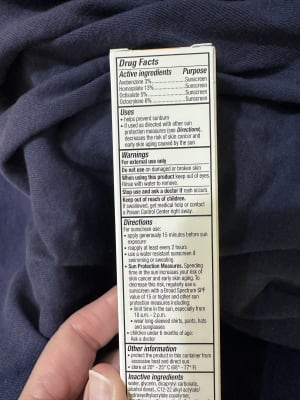 Drug Facts
Active ingredients Purpose
Avobenzone 3%..........Sunscreen
Homosalate 13%..........Sunscreen
Octisalate 5%..........Sunscreen
Octocrylene 6%..........Sunscreen
Uses
• helps prevent sunburn
• if used as directed with other sun
protection measures (see Directions),
decreases the risk of skin cancer and
early skin aging caused by the sun
Warnings
For external use only
Do not use on damaged or broken skin
When using this product keep out of eyes.
Rinse with water to remove.
Stop use and ask a doctor if rash occurs
Keep out of reach of children.
If swallowed, get medical help or contact
a Poison Control Center right away.
Directions
For sunscreen use:
• apply generously 15 minutes before sun
exposure
• reapply at least every 2 hours
• use a water resistant sunscreen if
swimming or sweating
• Sun Protection Measures. Spending
time in the sun increases your risk of
skin cancer and early skin aging. To
decrease this risk, regularly use a
sunscreen with a Broad Spectrum SPF
value of 15 or higher and other sun
protection measures including:
• limit time in the sun, especially from
10 a.m. - 2 p.m.
• wear long-sleeved shirts, pants, hats
and sunglasses
• children under 6 months of age:
Ask a doctor
Other information
• protect the product in this container from
excessive heat and direct sun
• store at 20° - 25° C (68° - 77° F)
Inactive ingredients
water, glycerin, dicaprylyl carbonate,
alcohol denat., C12-22 alkyl acrylate/
hydroxyethylacrylate copolymer,